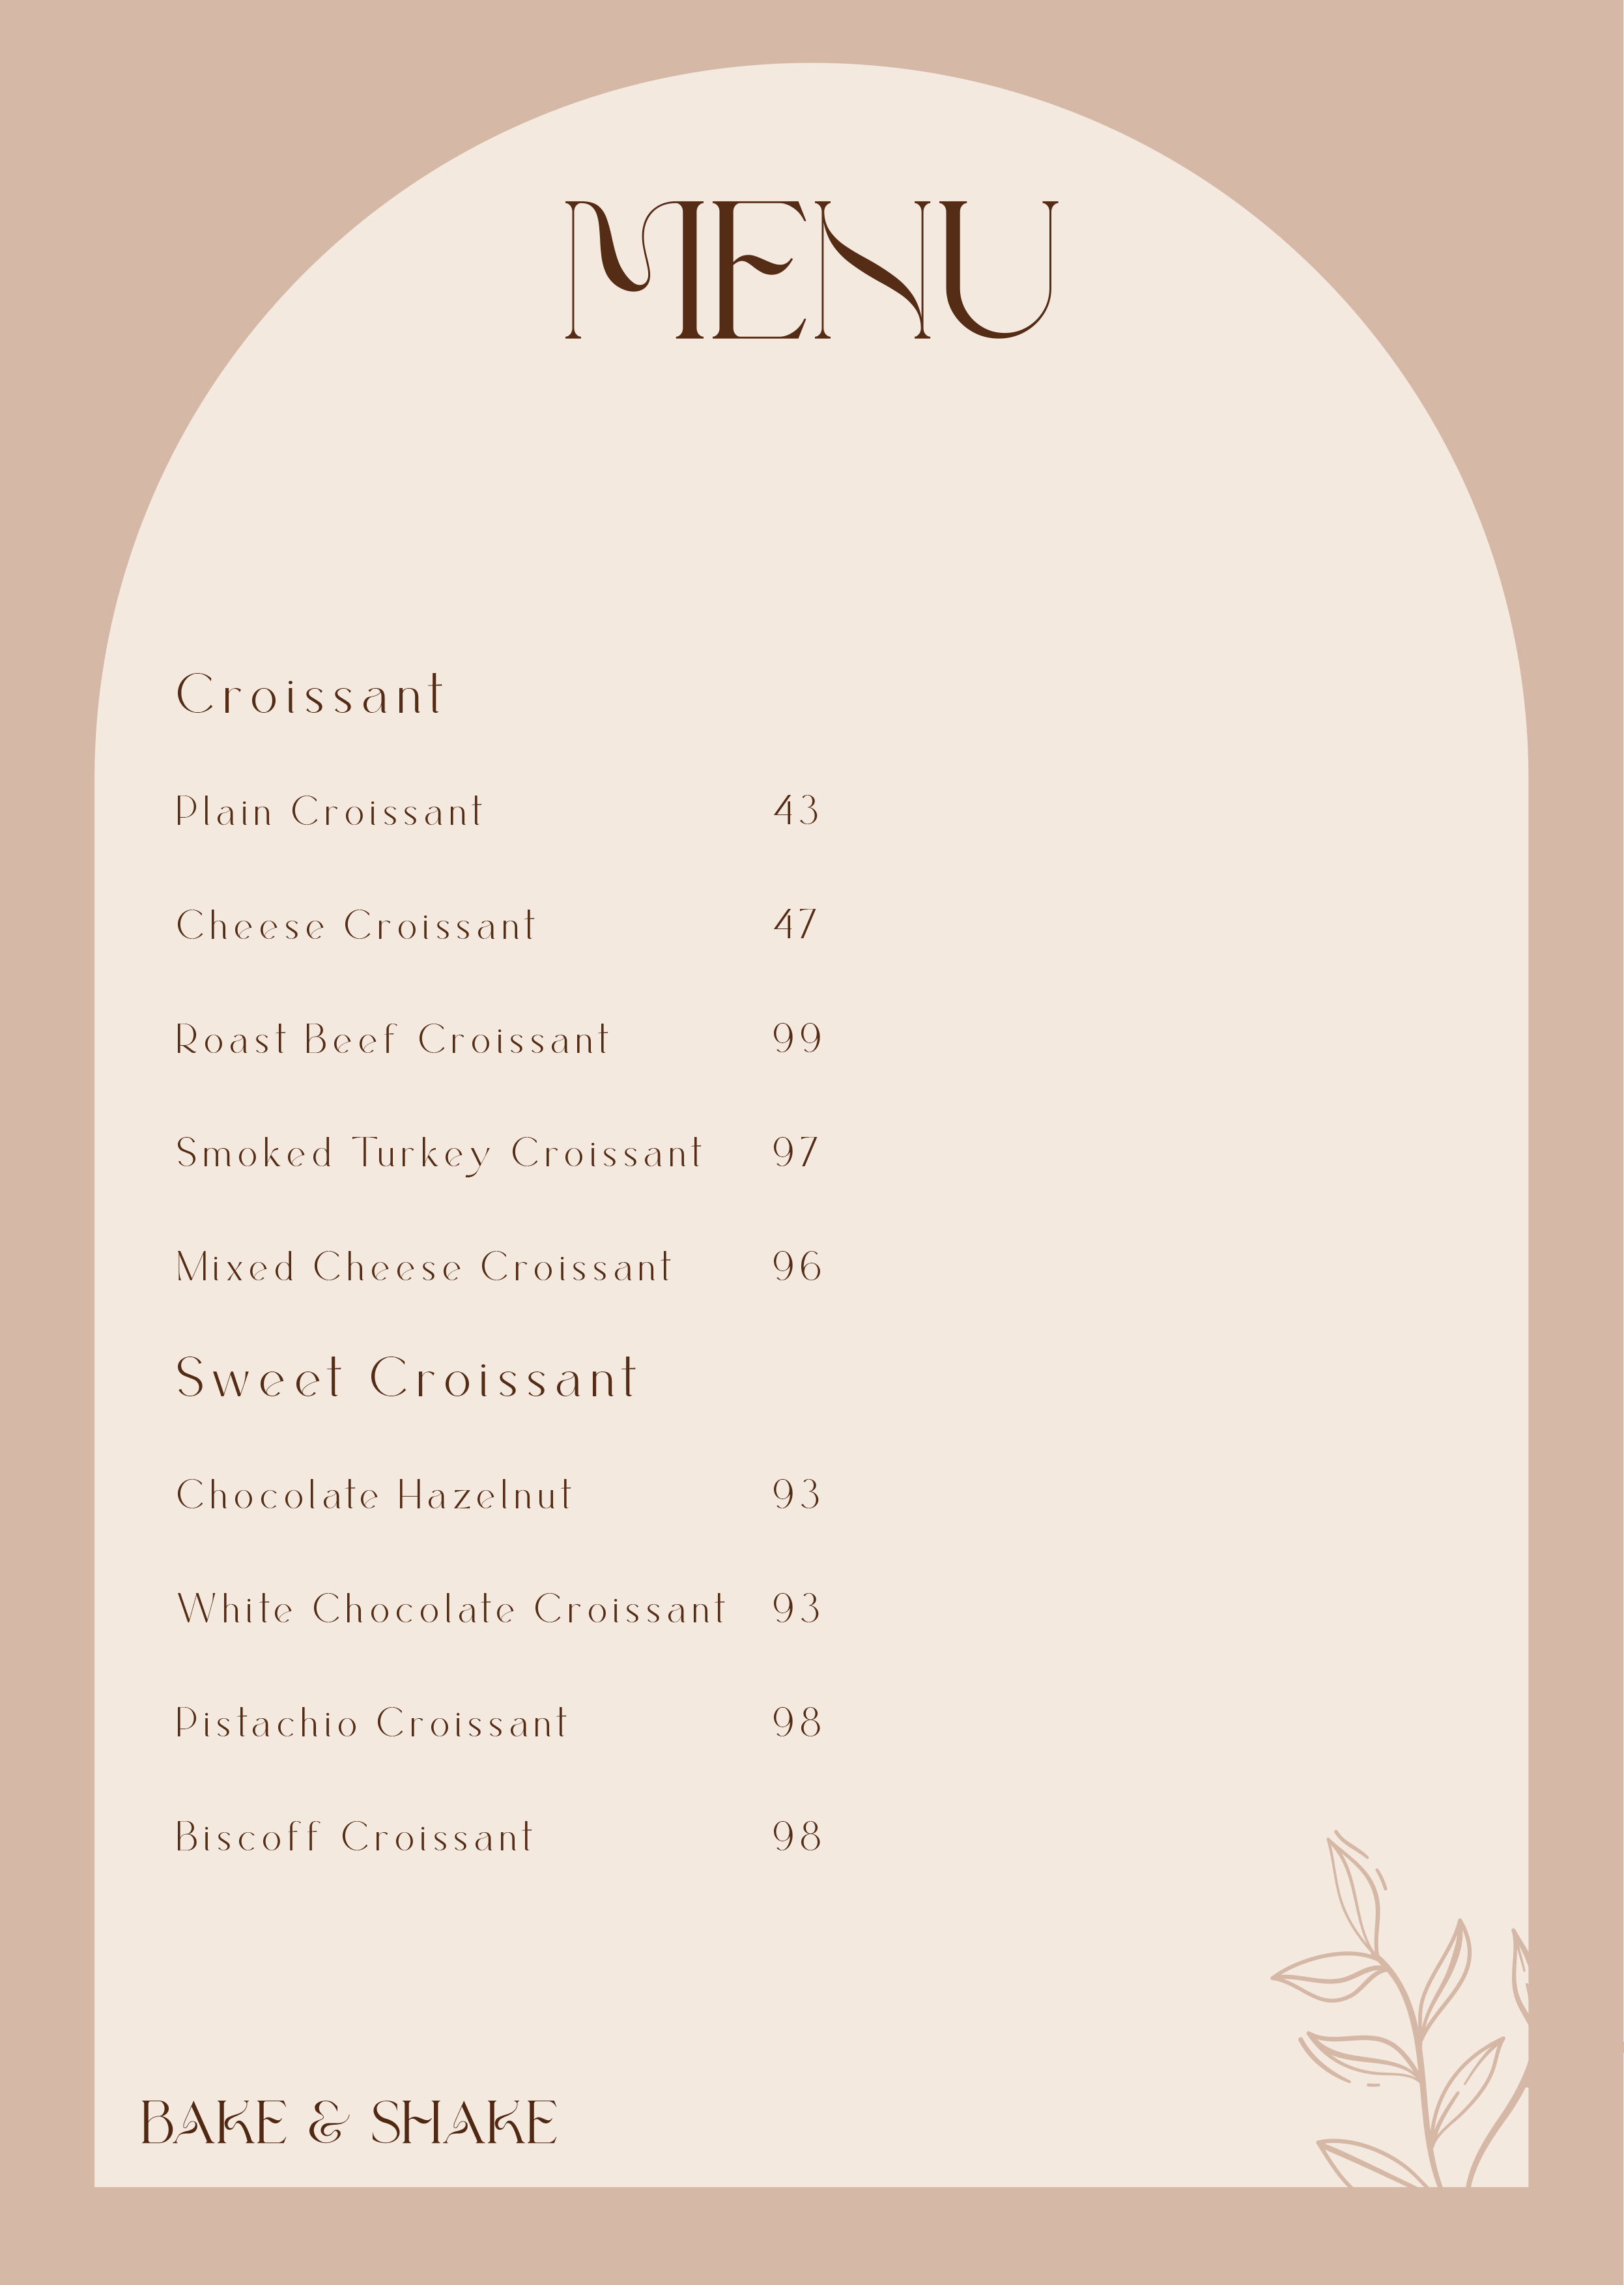 MENU
Croissant
Plain Croissant 43
Cheese Croissant 47
Roast Beef Croissant 99
Smoked Turkey Croissant 97
Mixed Cheese Croissant 96
Sweet Croissant
Chocolate Hazelnut 93
White Chocolate Croissant 93
Pistachio Croissant 98
Biscoff Croissant 98
BAKE & SHAKE